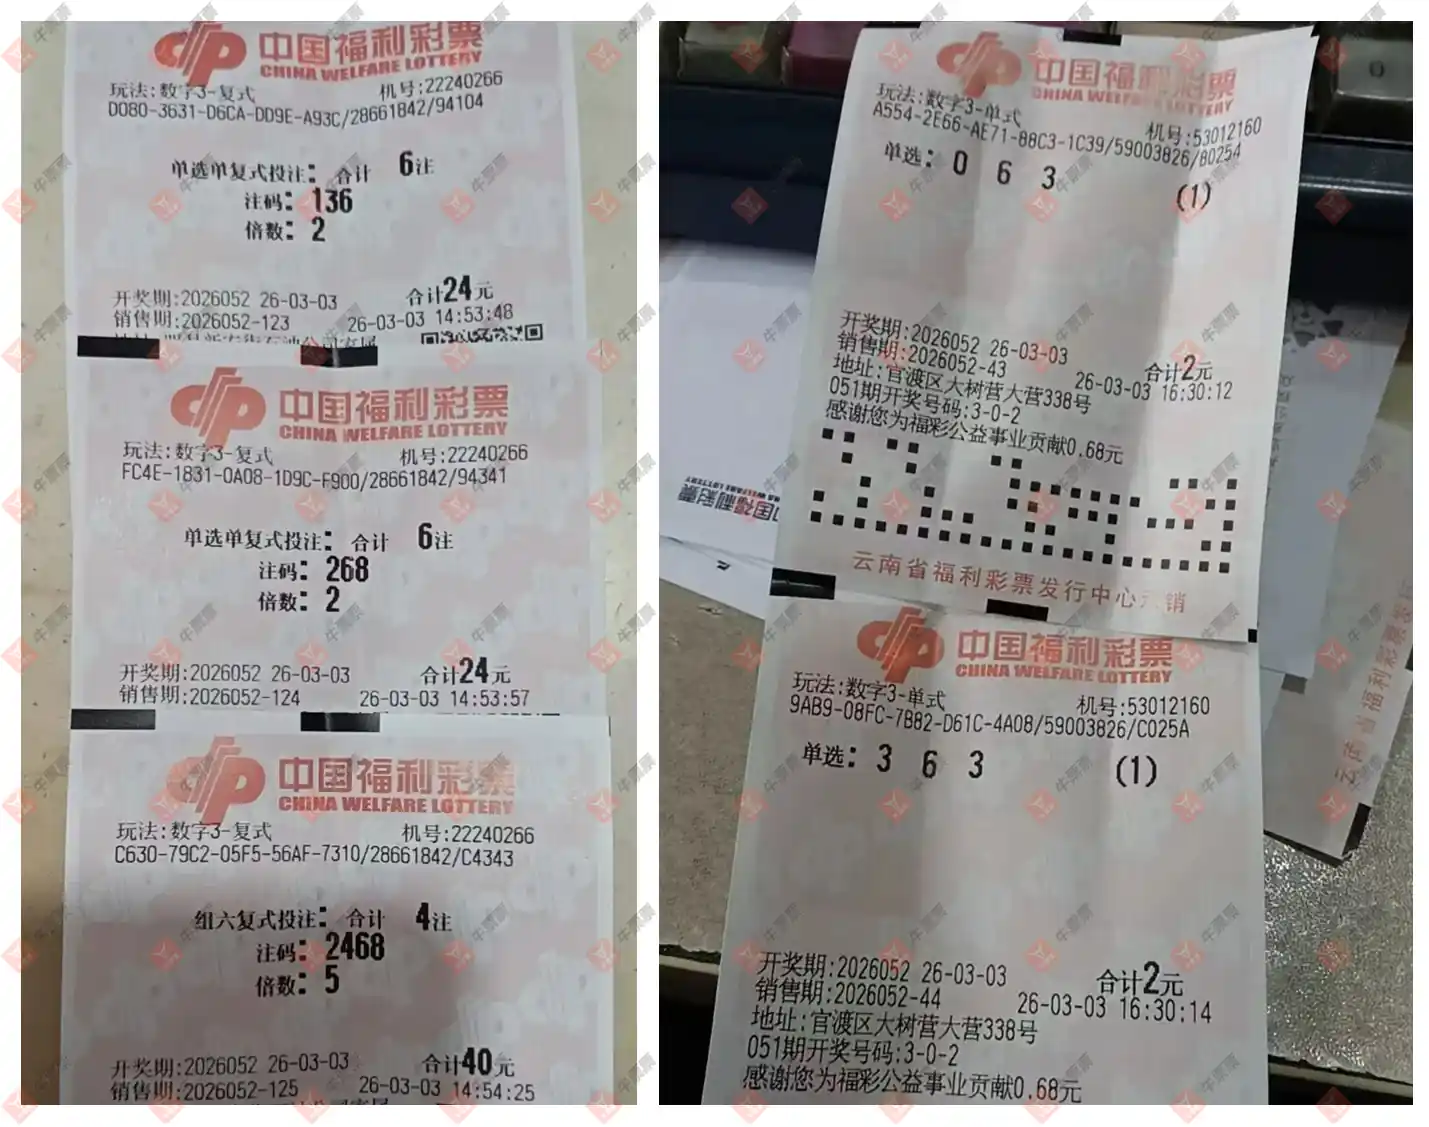 中国福利彩票
CHINA WELFARE LOTTERY
玩法:数字3-复式 机号:22240266
D080-3631-D6CA-DD9E-A93C/28661842/94104
单选单复式投注: 合计 6注
注码: 136
倍数: 2
开奖期:2026052 26-03-03 合计24元
销售期:2026052-123 26-03-03 14:53:48
中国福利彩票
CHINA WELFARE LOTTERY
玩法:数字3-复式 机号:22240266
FC4E-1831-0A08-1D9C-F900/28661842/94341
单选单复式投注: 合计 6注
注码: 268
倍数: 2
开奖期:2026052 26-03-03 合计24元
销售期:2026052-124 26-03-03 14:53:57
中国福利彩票
CHINA WELFARE LOTTERY
玩法:数字3-复式 机号:22240266
C630-79C2-05F5-56AF-7310/28661842/C4343
组六复式投注: 合计 4注
注码: 2468
倍数: 5
开奖期:2026052 26-03-03 合计40元
销售期:2026052-125 26-03-03 14:54:25
中国福利彩票
CHINA WELFARE LOTTERY
玩法:数字3-单式 机号:53012160
A554-2E66-AE71-88C3-1C39/59003826/80254
单选: 0 6 3 (1)
开奖期:2026052 26-03-03 合计2元
销售期:2026052-43 26-03-03 16:30:12
地址:官渡区大树营大营338号
051期开奖号码:3-0-2
感谢您为福彩公益事业贡献0.68元
云南省福利彩票发行中心 销
中国福利彩票
CHINA WELFARE LOTTERY
玩法:数字3-单式 机号:53012160
9AB9-08FC-7B82-D61C-4A08/59003826/C025A
单选: 3 6 3 (1)
开奖期:2026052 26-03-03 合计2元
销售期:2026052-44 26-03-03 16:30:14
地址:官渡区大树营大营338号
051期开奖号码:3-0-2
感谢您为福彩公益事业贡献0.68元
中国福利彩票
云南省福利彩票发
牛票票